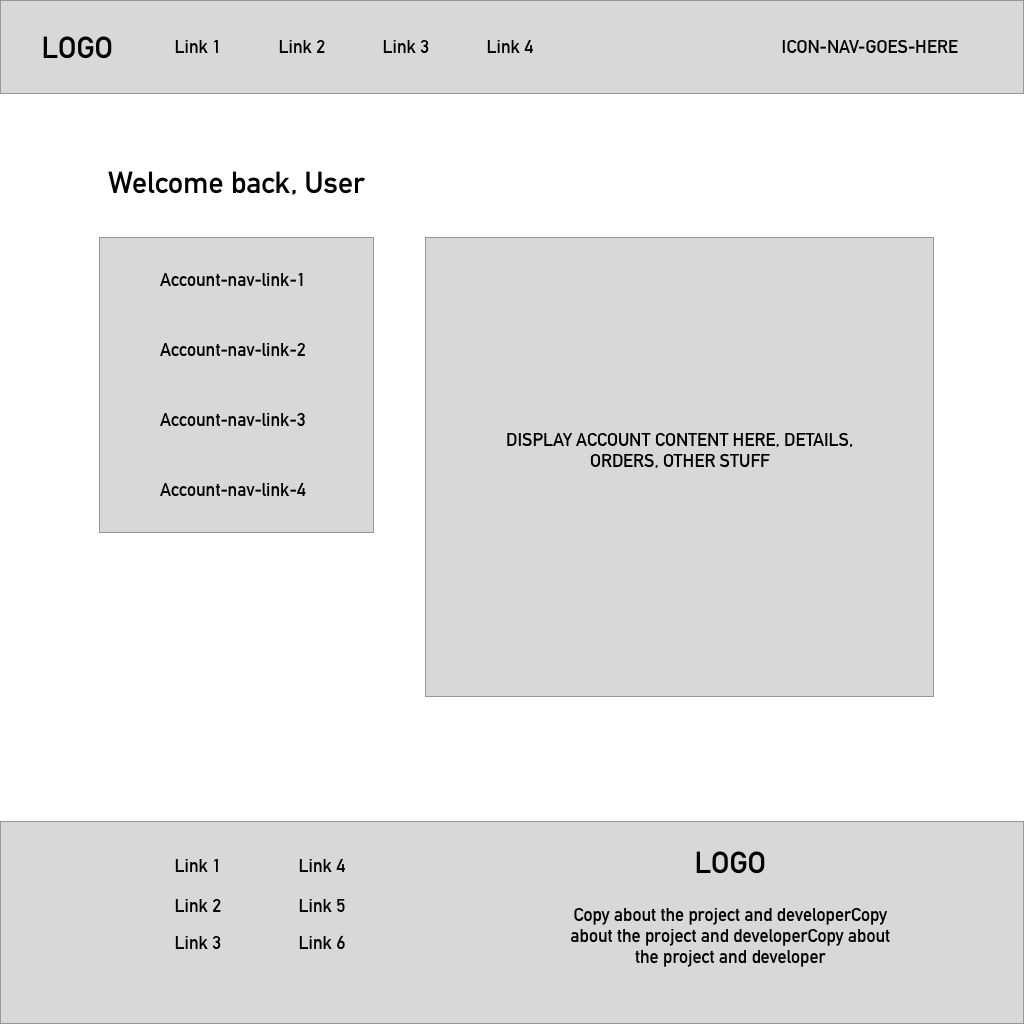 LOGO
Link 1
Link 2
Link 3
Link 4
ICON-NAV-GOES-HERE
Welcome back, User
Account-nav-link-1
Account-nav-link-2
Account-nav-link-3
Account-nav-link-4
DISPLAY ACCOUNT CONTENT HERE, DETAILS,
ORDERS, OTHER STUFF
Link 1
Link 2
Link 3
Link 4
Link 5
Link 6
LOGO
Copy about the project and developerCopy
about the project and developerCopy about
the project and developer